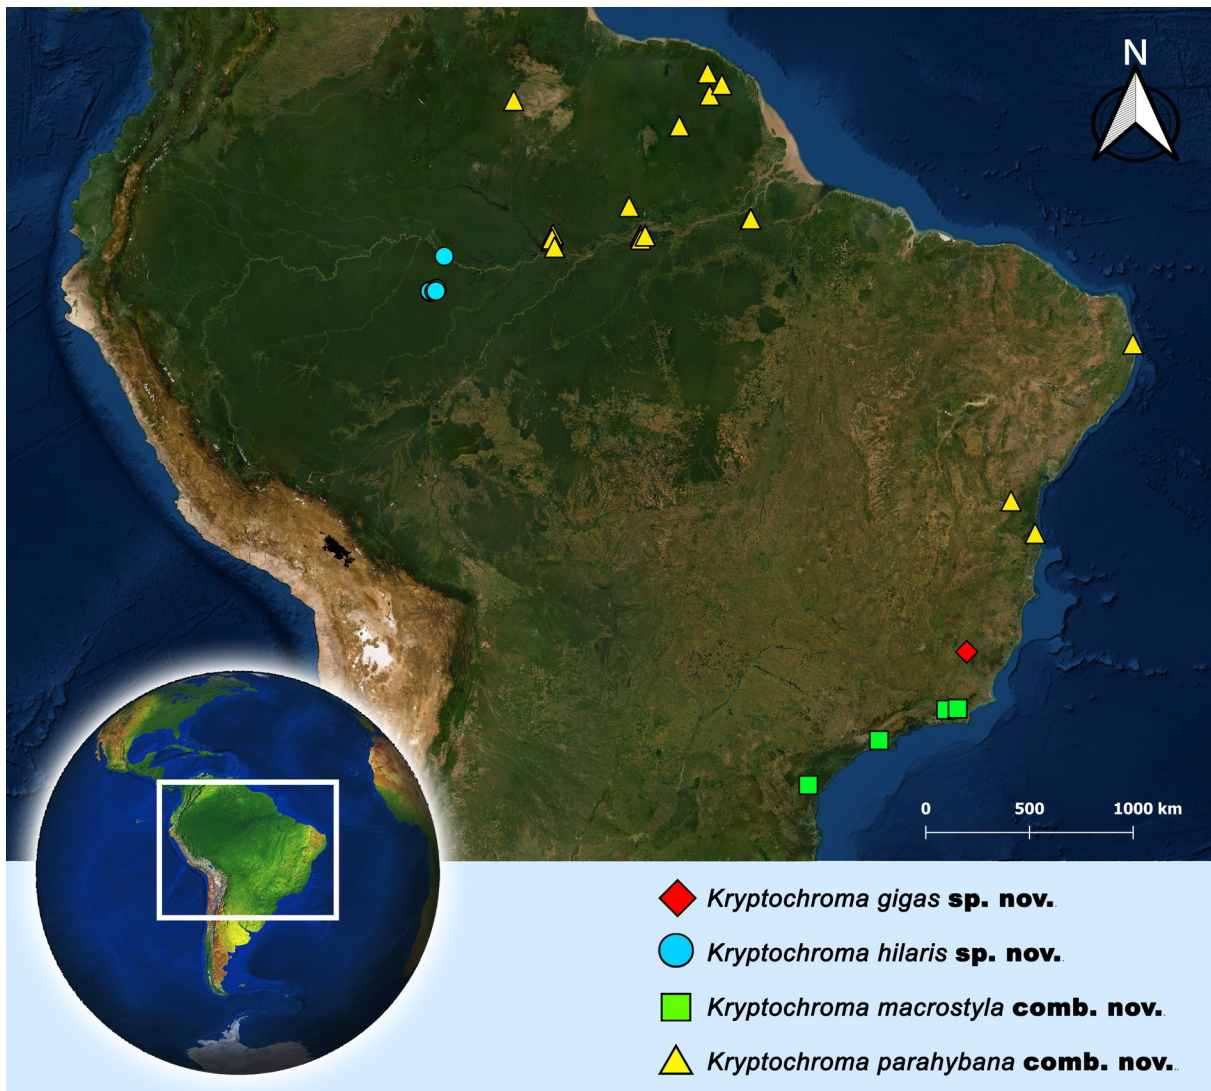 N
0 500 1000 km
Kryptochroma gigas sp. nov.
Kryptochroma hilaris sp. nov.
Kryptochroma macrostyla comb. nov.
Kryptochroma parahybana comb. nov.